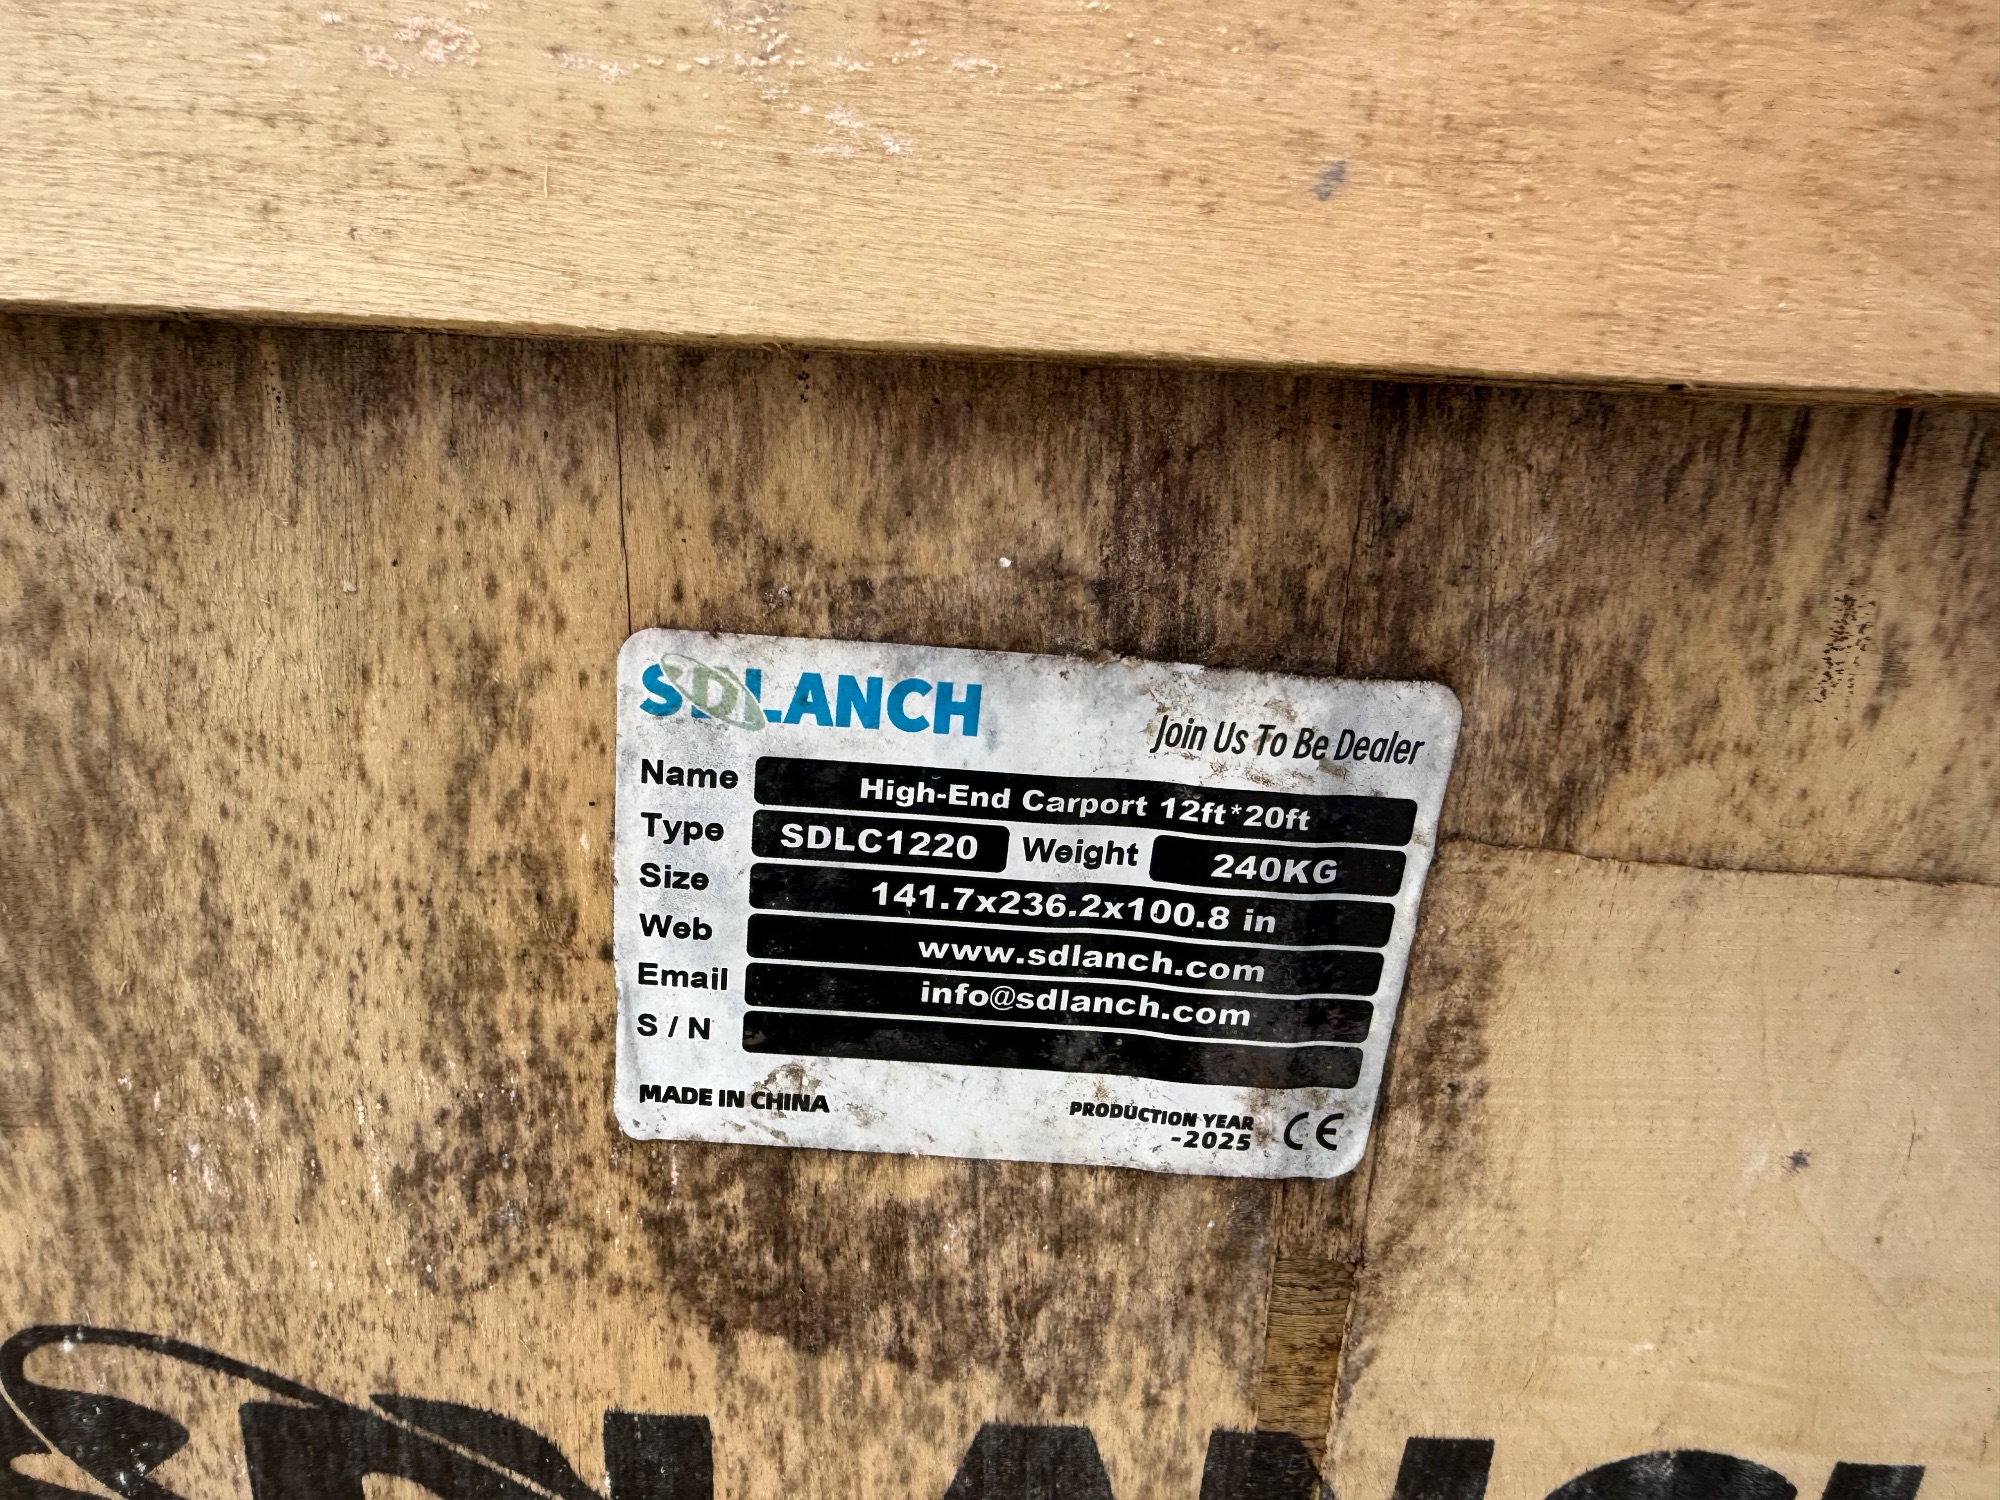 SDLANCH
Join Us To Be Dealer
Name High-End Carport 12ft*20ft
Type SDLC1220 Weight 240KG
Size 141.7x236.2x100.8 in
Web www.sdlanch.com
Email info@sdlanch.com
S / N
MADE IN CHINA
PRODUCTION YEAR
-2025 CE
SDLANCH